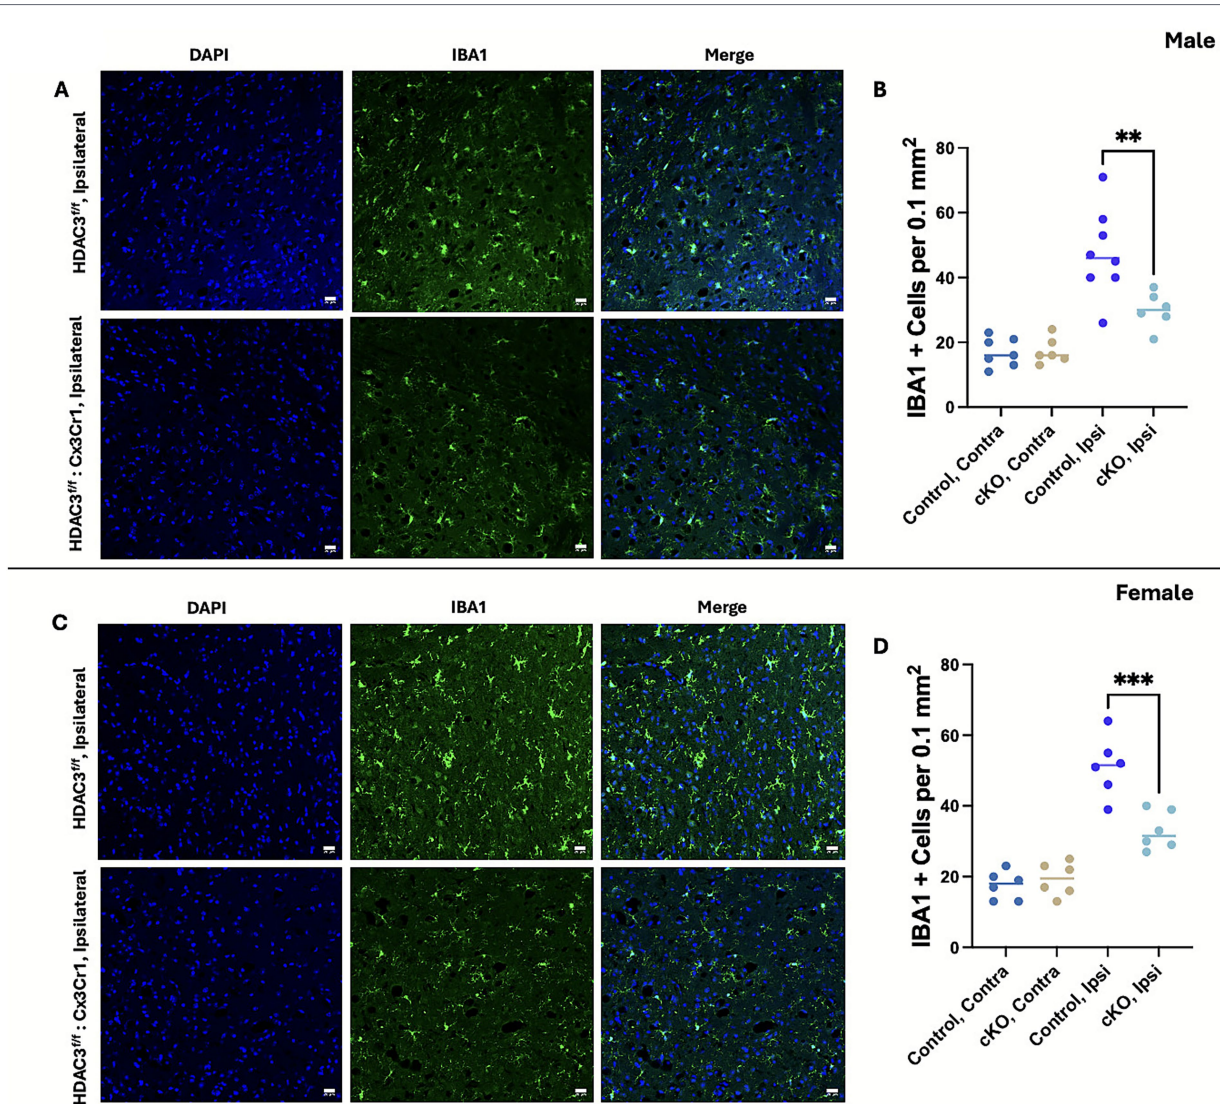 Male
DAPI IBA1 Merge
A
HDAC3f/f, Ipsilateral
HDAC3f/f : Cx3Cr1, Ipsilateral
B
IBA1 + Cells per 0.1 mm2
80
60
40
20
0
**
Control, Contra
cKO, Contra
Control, Ipsi
cKO, Ipsi
Female
DAPI IBA1 Merge
C
HDAC3f/f, Ipsilateral
HDAC3f/f : Cx3Cr1, Ipsilateral
D
IBA1 + Cells per 0.1 mm2
80
60
40
20
0
***
Control, Contra
cKO, Contra
Control, Ipsi
cKO, Ipsi